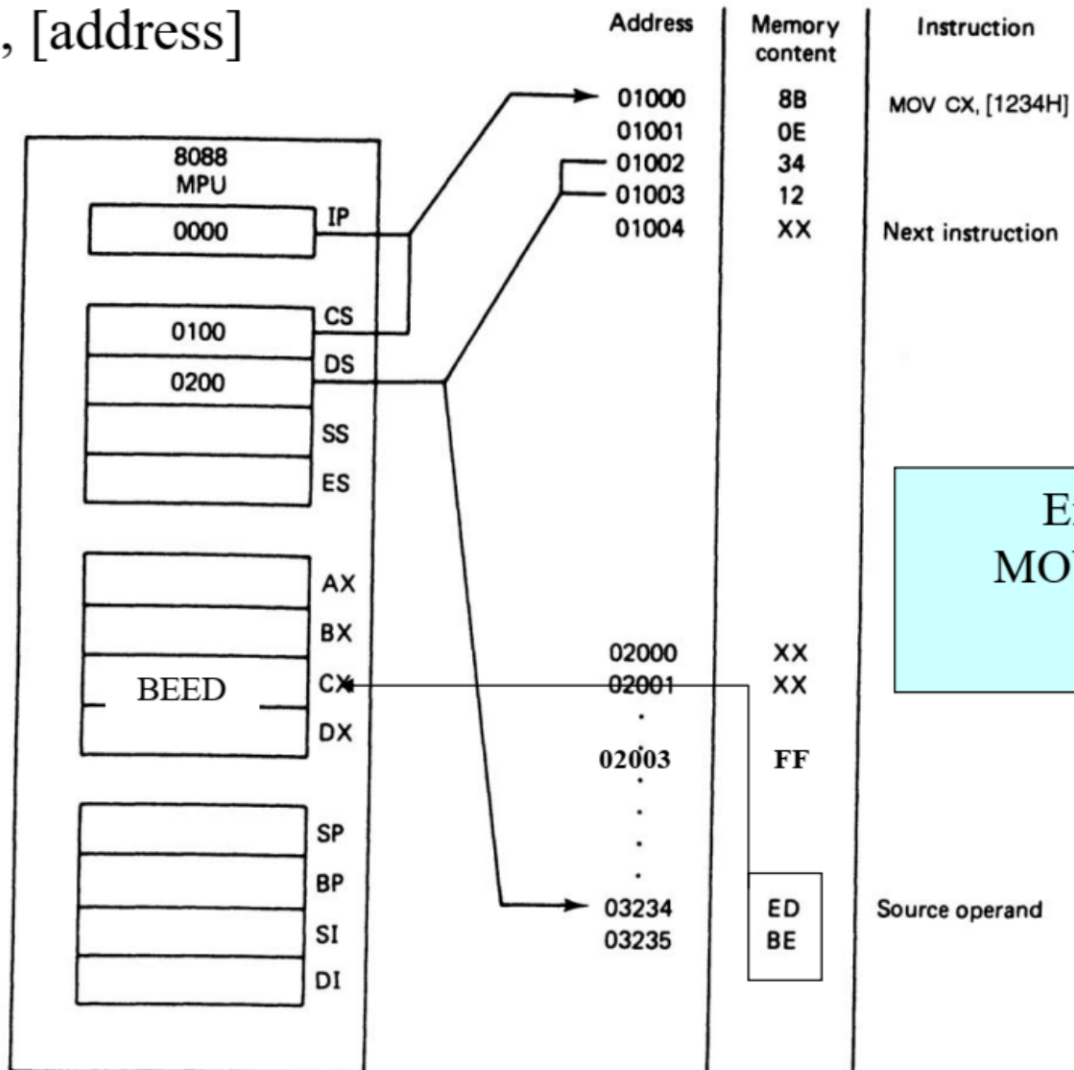 , [address]
Address Memory content Instruction
01000 8B MOV CX, [1234H]
01001 0E
01002 34
01003 12
01004 XX Next instruction
8088
MPU
0000 IP
0100 CS
0200 DS
SS
ES
AX
BX
BEED CX
DX
SP
BP
SI
DI
02000 XX
02001 XX
.
02003 FF
.
.
.
.
03234 ED Source operand
03235 BE
MOV